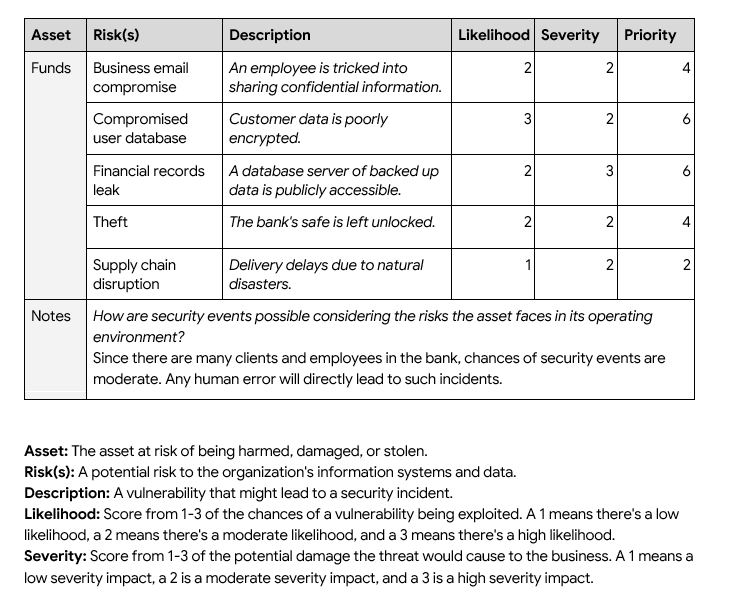 Asset Risk(s) Description Likelihood Severity Priority
Funds Business email An employee is tricked into 2 2 4
compromise sharing confidential information.
Compromised Customer data is poorly 3 2 6
user database encrypted.
Financial records A database server of backed up 2 3 6
leak data is publicly accessible.
Theft The bank's safe is left unlocked. 2 2 4
Supply chain Delivery delays due to natural 1 2 2
disruption disasters.
Notes How are security events possible considering the risks the asset faces in its operating
environment?
Since there are many clients and employees in the bank, chances of security events are
moderate. Any human error will directly lead to such incidents.
Asset: The asset at risk of being harmed, damaged, or stolen.
Risk(s): A potential risk to the organization's information systems and data.
Description: A vulnerability that might lead to a security incident.
Likelihood: Score from 1-3 of the chances of a vulnerability being exploited. A 1 means there's a low
likelihood, a 2 means there's a moderate likelihood, and a 3 means there's a high likelihood.
Severity: Score from 1-3 of the potential damage the threat would cause to the business. A 1 means a
low severity impact, a 2 is a moderate severity impact, and a 3 is a high severity impact.